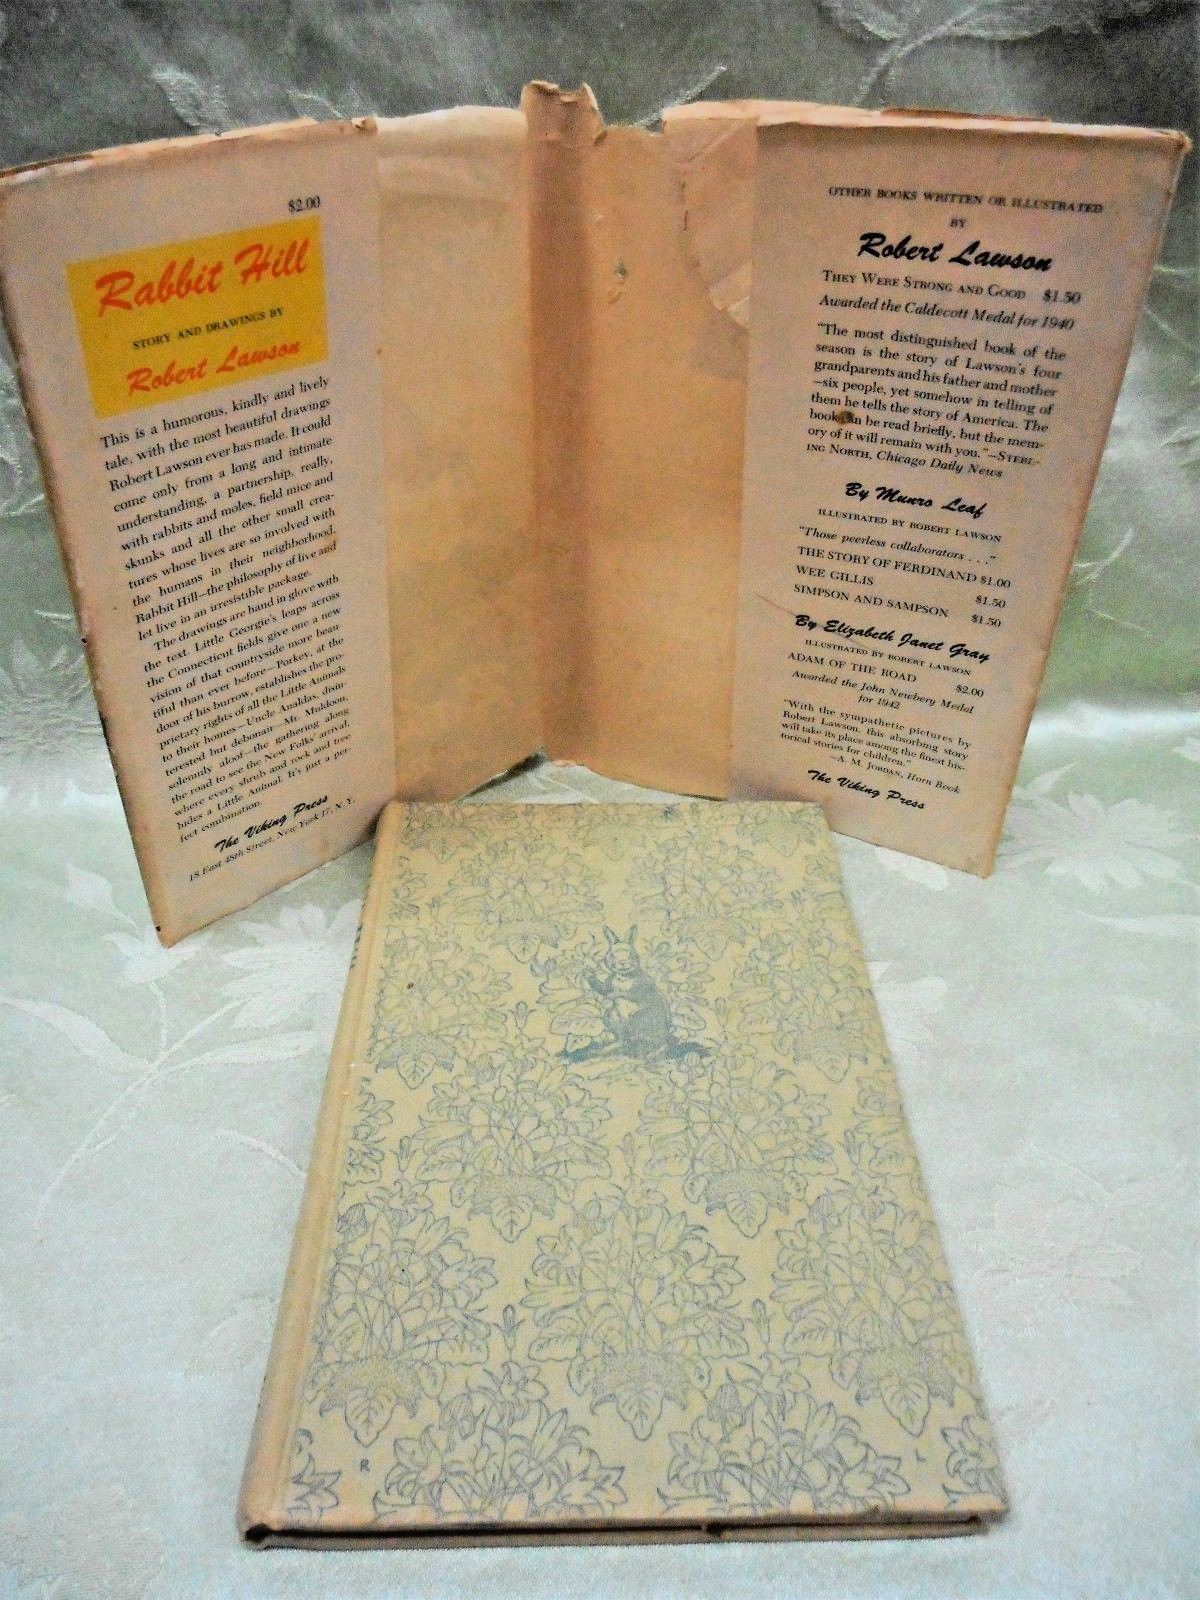 $2.00
Rabbit Hill
STORY AND DRAWINGS BY
Robert Lawson
This is a humorous, kindly and lively
tale, with the most beautiful drawings
Robert Lawson ever has made. It could
come only from a long and intimate
understanding, a partnership, really,
with rabbits and moles, field mice and
skunks and all the other small crea-
tures whose lives are so involved with
the humans in their neighborhood.
Rabbit Hill—the philosophy of live and
let live in an irresistible package.
The drawings are hand in glove with
the text. Little Georgie's leaps across
the Connecticut fields give one a new
vision of that countryside more beau-
tiful than ever before—Porkey, at the
door of his burrow, establishes the pro-
prietary rights of all the Little Animals
to their homes—Uncle Analdas, disin-
terested but debonair—Mr. Muldoon,
solemnly aloof—the gathering along
the road to see the New Folks' arrival,
where every shrub and rock and tree
hides a Little Animal. It's just a per-
fect combination.
The Viking Press
18 East 48th Street, New York 17, N. Y.
OTHER BOOKS WRITTEN OR ILLUSTRATED
BY
Robert Lawson
THEY WERE STRONG AND GOOD $1.50
Awarded the Caldecott Medal for 1940
"The most distinguished book of the
season is the story of Lawson's four
grandparents and his father and mother
—six people, yet somehow in telling of
them he tells the story of America. The
book can be read briefly, but the mem-
ory of it will remain with you."—STERL-
ING NORTH, Chicago Daily News
By Munro Leaf
ILLUSTRATED BY ROBERT LAWSON
"Those peerless collaborators . . ."
THE STORY OF FERDINAND $1.00
WEE GILLIS $1.50
SIMPSON AND SAMPSON $1.50
By Elizabeth Janet Gray
ILLUSTRATED BY ROBERT LAWSON
ADAM OF THE ROAD $2.00
Awarded the John Newbery Medal
for 1942
"With the sympathetic pictures by
Robert Lawson, this absorbing story
will take its place among the finest his-
torical stories for children."
—A. M. JORDAN, Horn Book
The Viking Press
R L